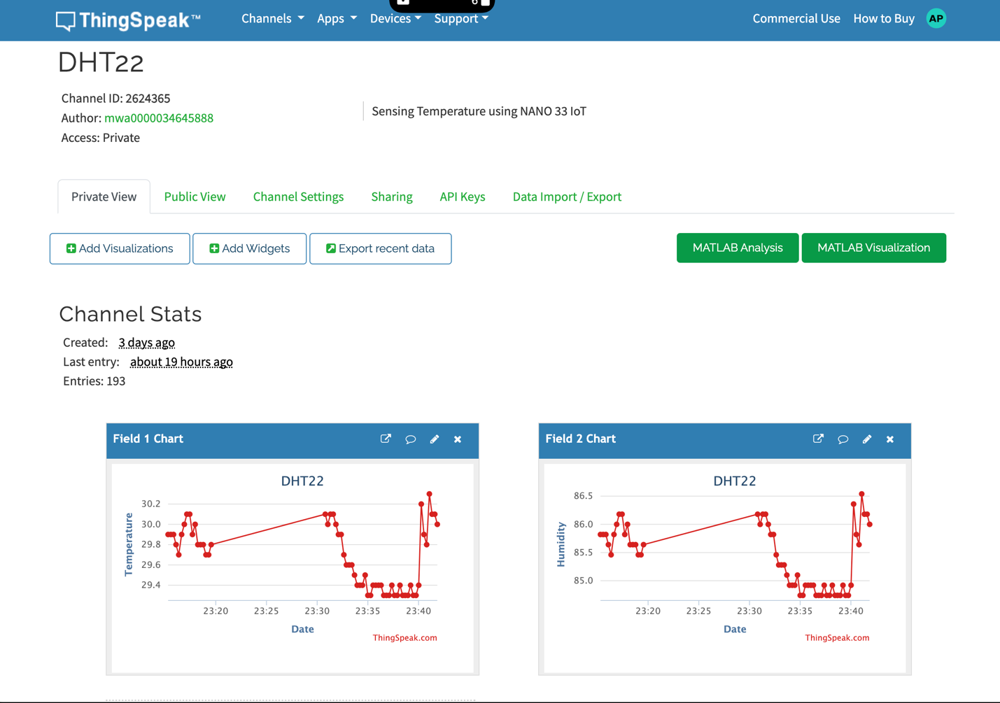 ThingSpeak™ Channels Apps Devices Support Commercial Use How to Buy AP
DHT22
Channel ID: 2624365
Author: mwa0000034645888
Access: Private
Sensing Temperature using NANO 33 IoT
Private View Public View Channel Settings Sharing API Keys Data Import / Export
Add Visualizations Add Widgets Export recent data MATLAB Analysis MATLAB Visualization
Channel Stats
Created: 3 days ago
Last entry: about 19 hours ago
Entries: 193
Field 1 Chart
DHT22
Temperature
30.2
30.0
29.8
29.6
29.4
23:20 23:25 23:30 23:35 23:40
Date
ThingSpeak.com
Field 2 Chart
DHT22
Humidity
86.5
86.0
85.5
85.0
23:20 23:25 23:30 23:35 23:40
Date
ThingSpeak.com